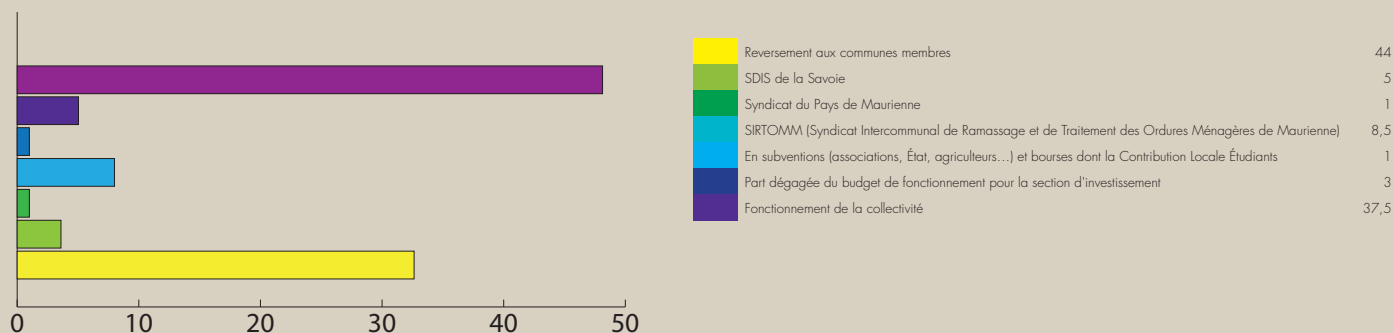 0 10 20 30 40 50
Reversement aux communes membres 44
SDIS de la Savoie 5
Syndicat du Pays de Maurienne 1
SIRTOMM (Syndicat Intercommunal de Ramassage et de Traitement des Ordures Ménagères de Maurienne) 8,5
En subventions (associations, État, agriculteurs...) et bourses dont la Contribution Locale Étudiants 1
Part dégagée du budget de fonctionnement pour la section d'investissement 3
Fonctionnement de la collectivité 37,5